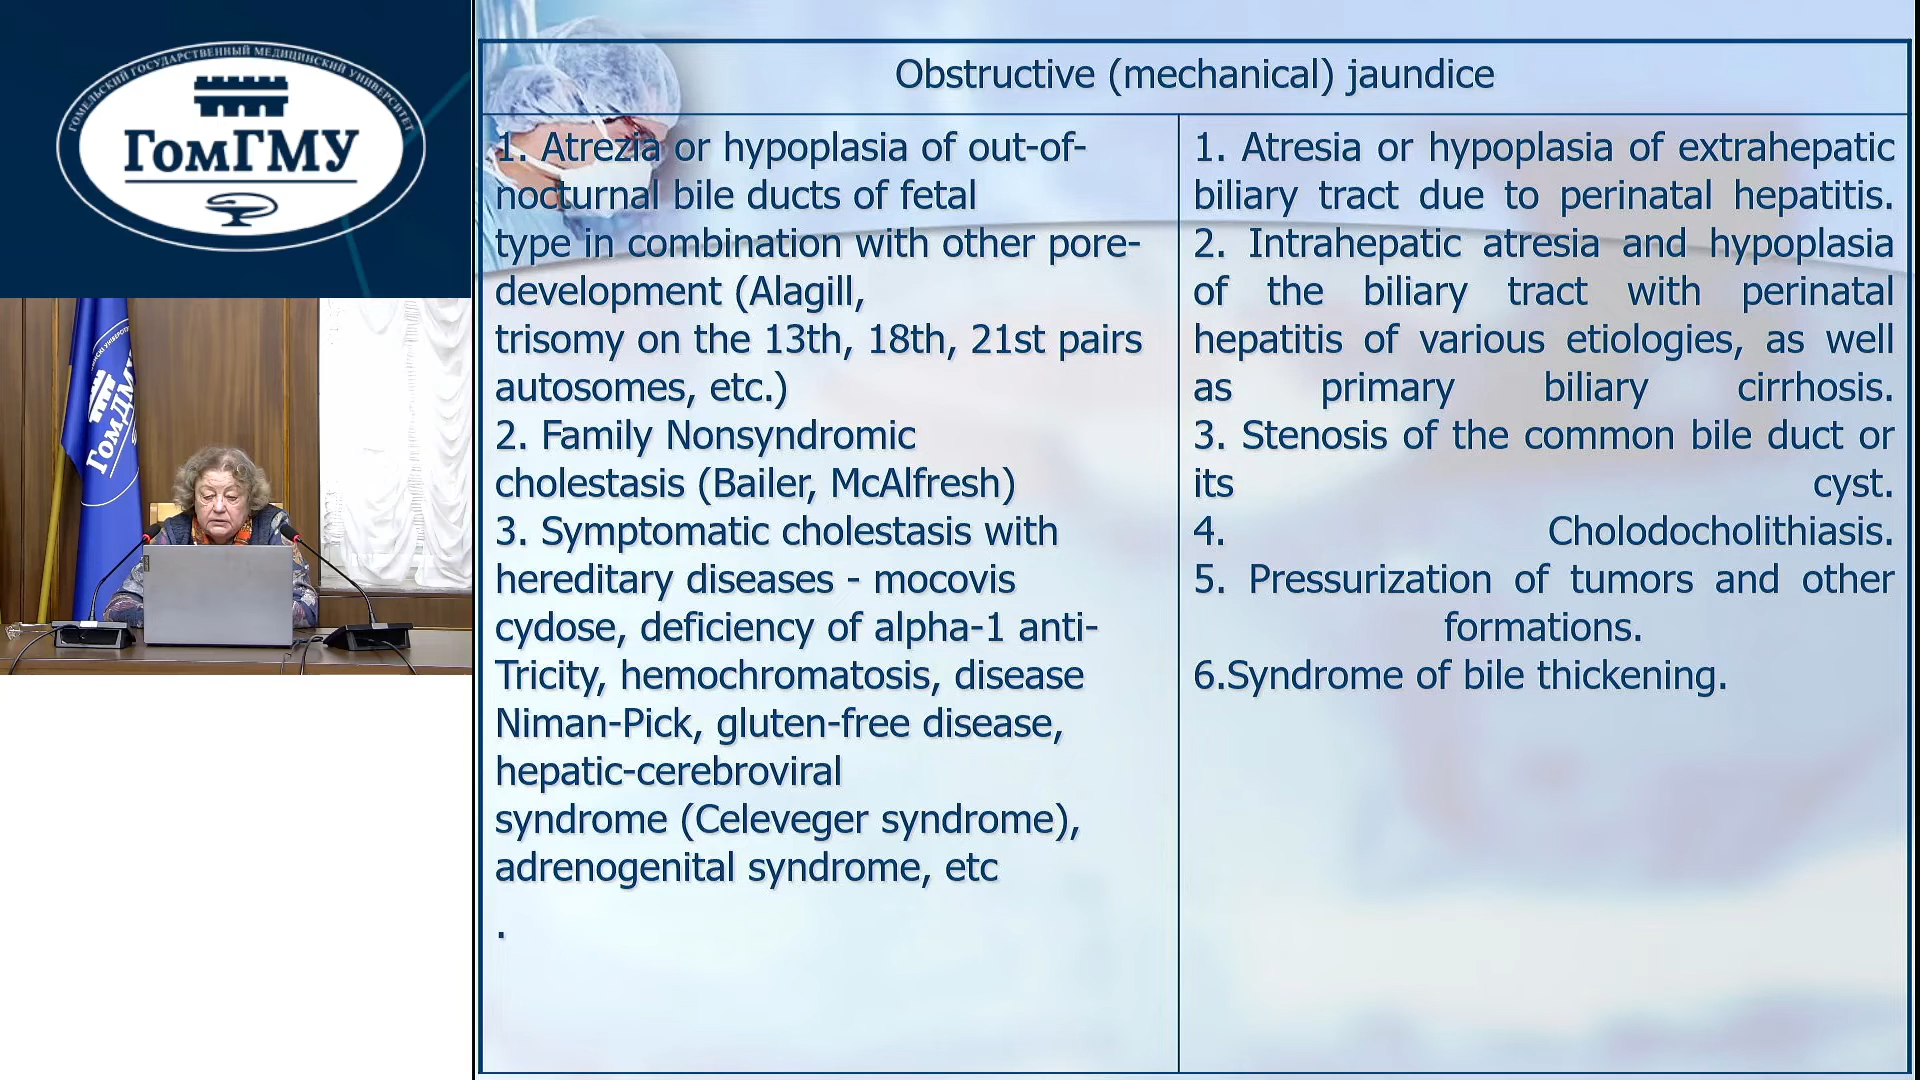 ГОМЕЛЬСКИЙ ГОСУДАРСТВЕННЫЙ МЕДИЦИНСКИЙ УНИВЕРСИТЕТ
ГомГМУ
ГомДМУ
Obstructive (mechanical) jaundice
1. Atrezia or hypoplasia of out-of-
nocturnal bile ducts of fetal
type in combination with other pore-
development (Alagill,
trisomy on the 13th, 18th, 21st pairs
autosomes, etc.)
2. Family Nonsyndromic
cholestasis (Bailer, McAlfresh)
3. Symptomatic cholestasis with
hereditary diseases - mocovis
cydose, deficiency of alpha-1 anti-
Tricity, hemochromatosis, disease
Niman-Pick, gluten-free disease,
hepatic-cerebroviral
syndrome (Celeveger syndrome),
adrenogenital syndrome, etc
.
1. Atresia or hypoplasia of extrahepatic
biliary tract due to perinatal hepatitis.
2. Intrahepatic atresia and hypoplasia
of the biliary tract with perinatal
hepatitis of various etiologies, as well
as primary biliary cirrhosis.
3. Stenosis of the common bile duct or
its cyst.
4. Cholodocholithiasis.
5. Pressurization of tumors and other
formations.
6.Syndrome of bile thickening.